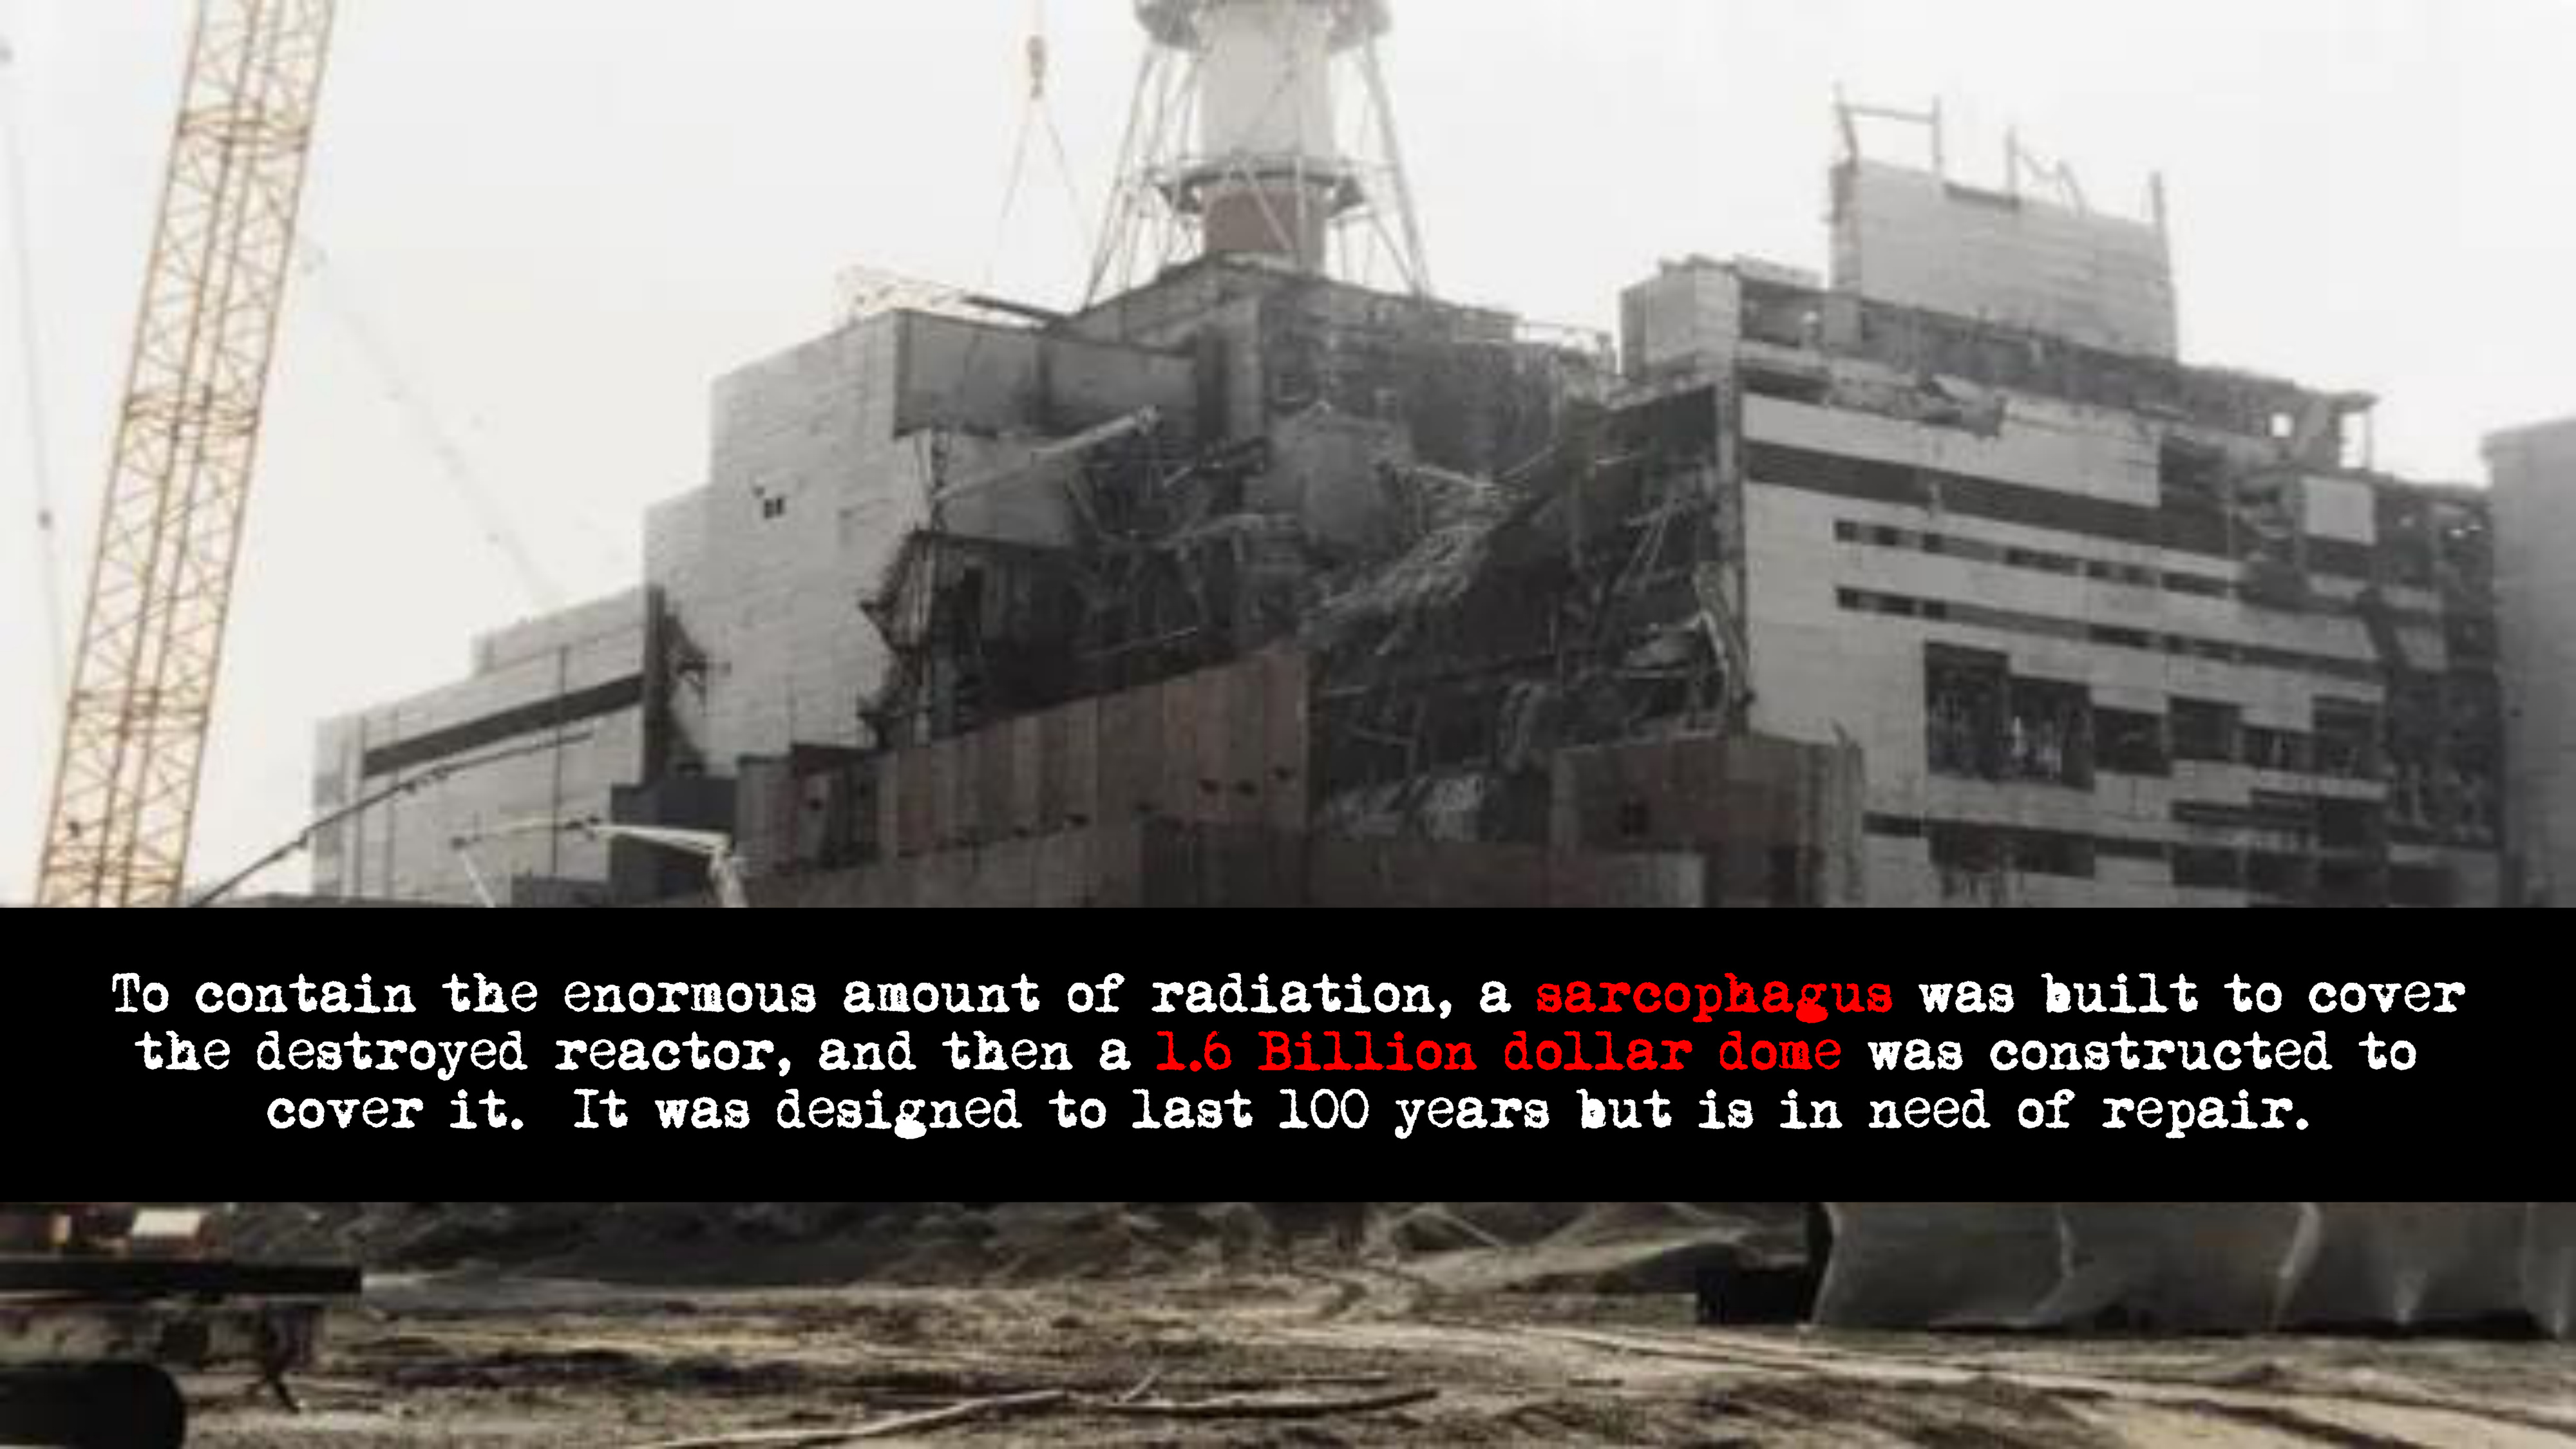 To contain the enormous amount of radiation, a sarcophagus was built to cover
the destroyed reactor, and then a 1.6 Billion dollar dome was constructed to
cover it.  It was designed to last 100 years but is in need of repair.